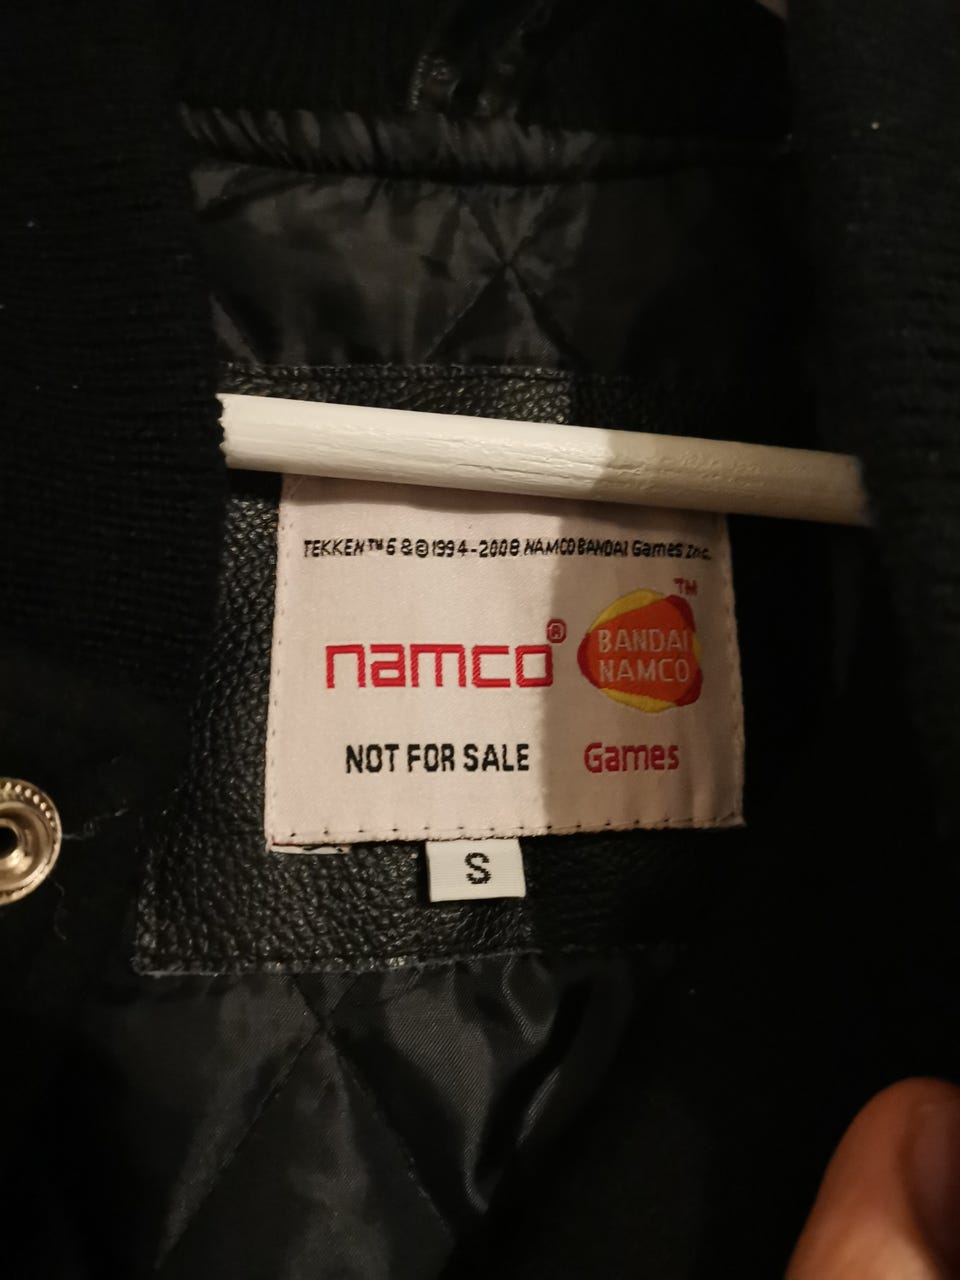 TEKKEN™6 &©1994-2008 NAMCO BANDAI Games Inc.
namco®
BANDAI NAMCO™
NOT FOR SALE
Games
S